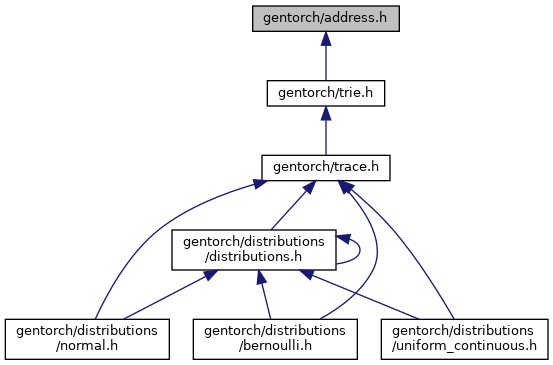 gentorch/address.h
gentorch/trie.h
gentorch/trace.h
gentorch/distributions
/distributions.h
gentorch/distributions
/normal.h
gentorch/distributions
/bernoulli.h
gentorch/distributions
/uniform_continuous.h